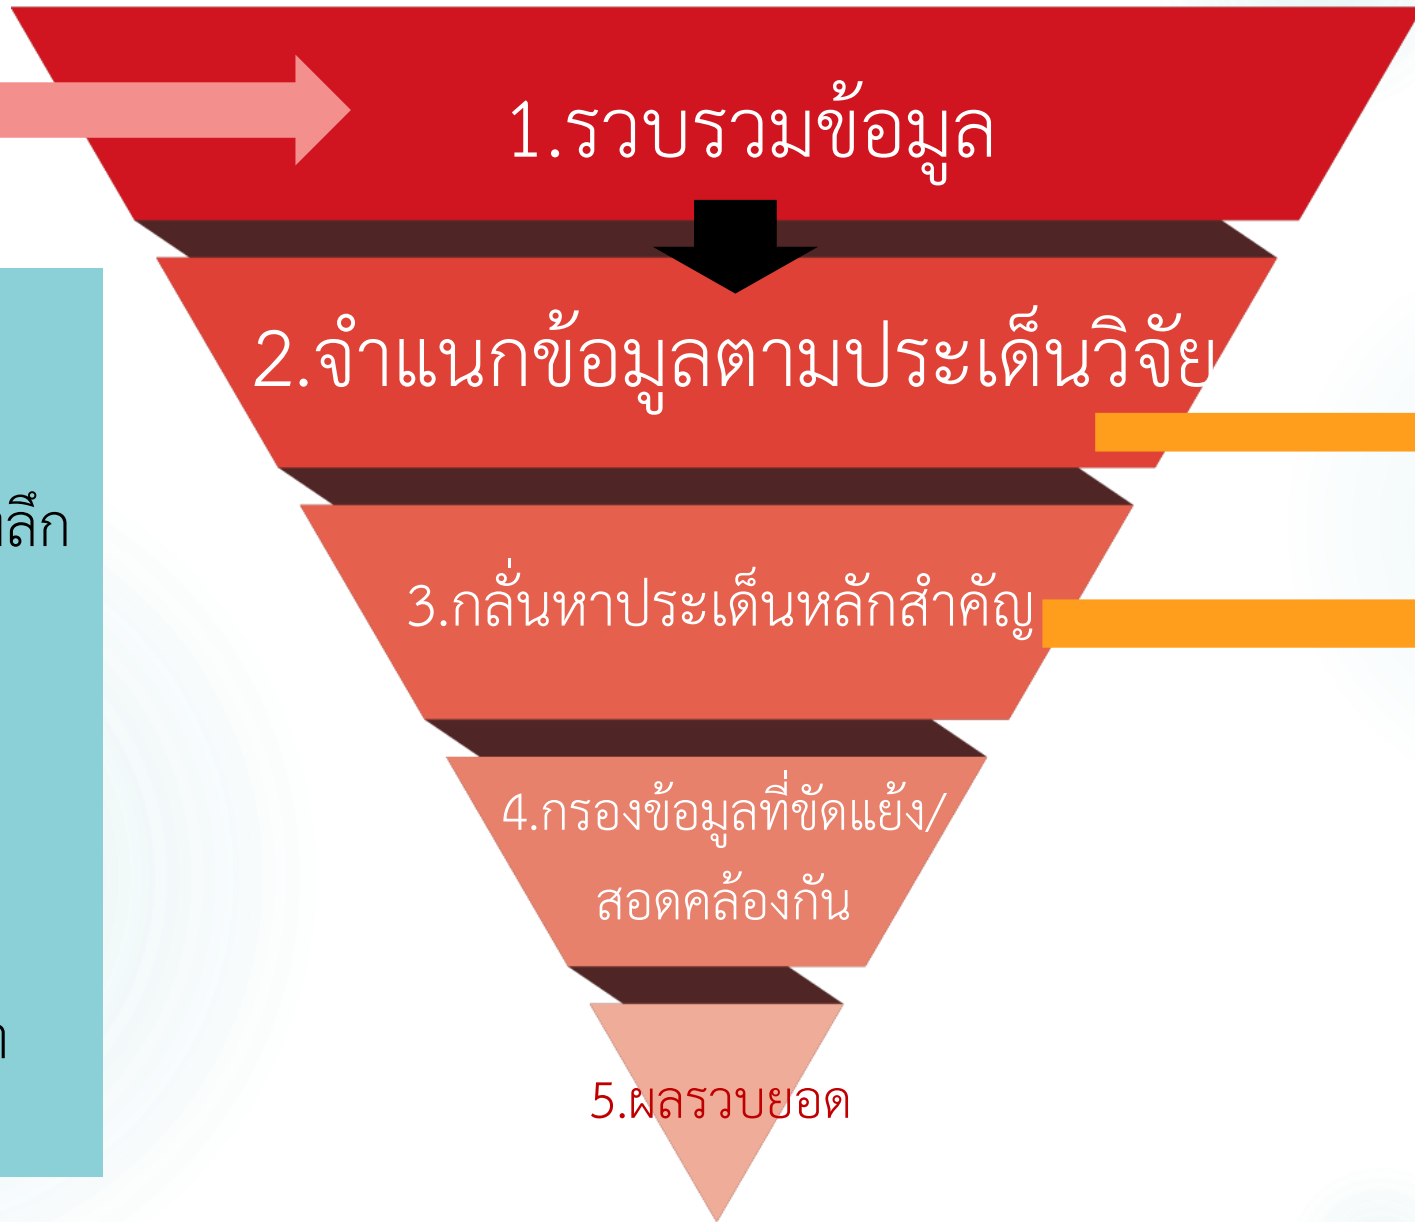 1.รวบรวมข้อมูล
2.จำแนกข้อมูลตามประเด็นวิจัย
3.กลั่นหาประเด็นหลักสำคัญ
4.กรองข้อมูลที่ขัดแย้ง/
สอดคล้องกัน
5.ผลรวบยอด